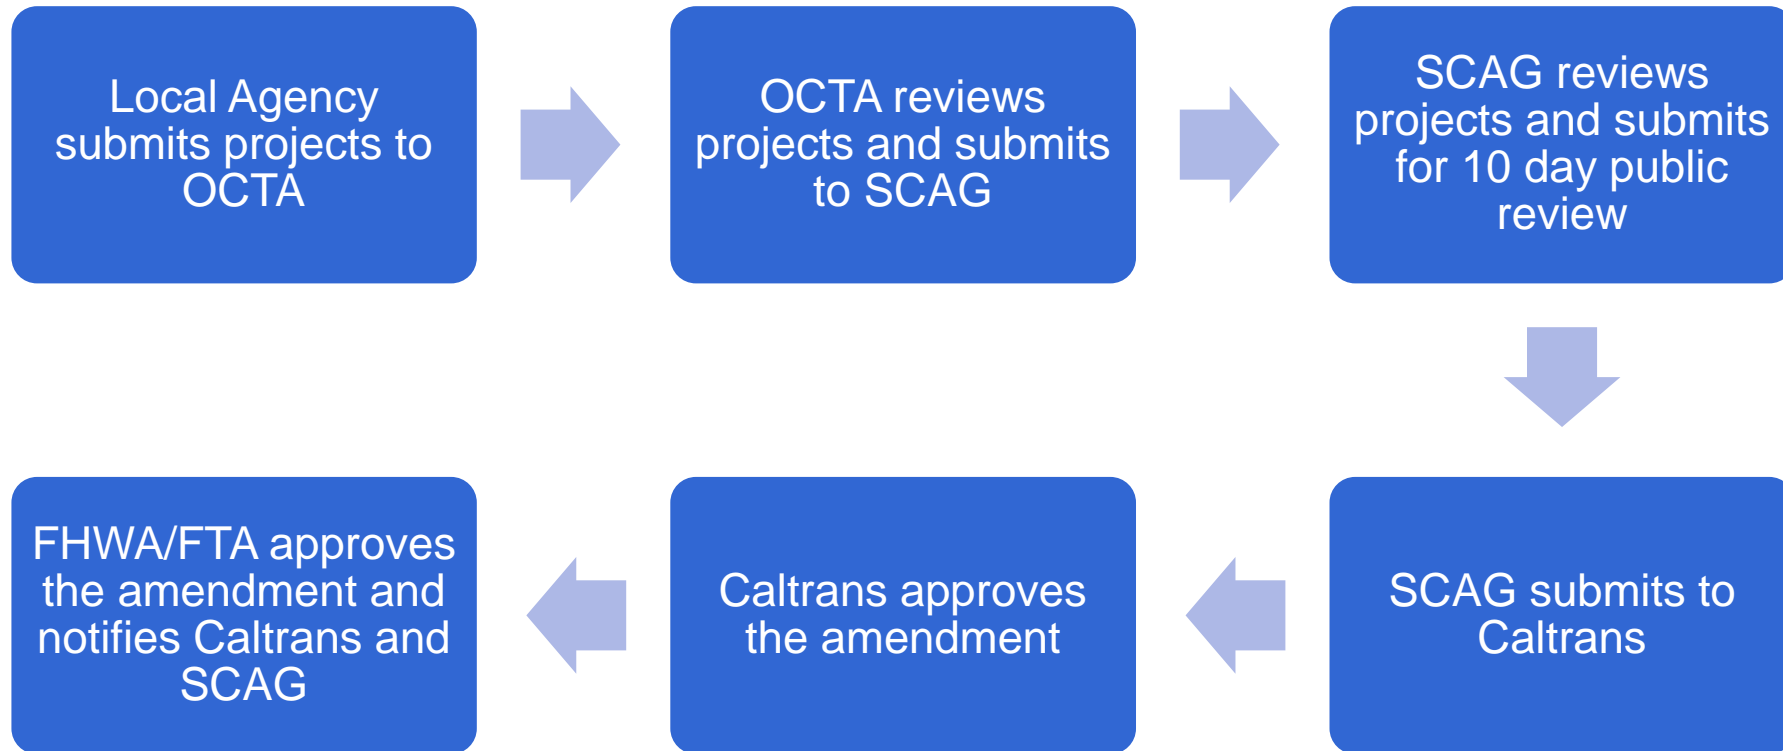 Local Agency
submits projects to
OCTA
OCTA reviews
projects and submits
to SCAG
SCAG reviews
projects and submits
for 10 day public
review
SCAG submits to
Caltrans
Caltrans approves
the amendment
FHWA/FTA approves
the amendment and
notifies Caltrans and
SCAG